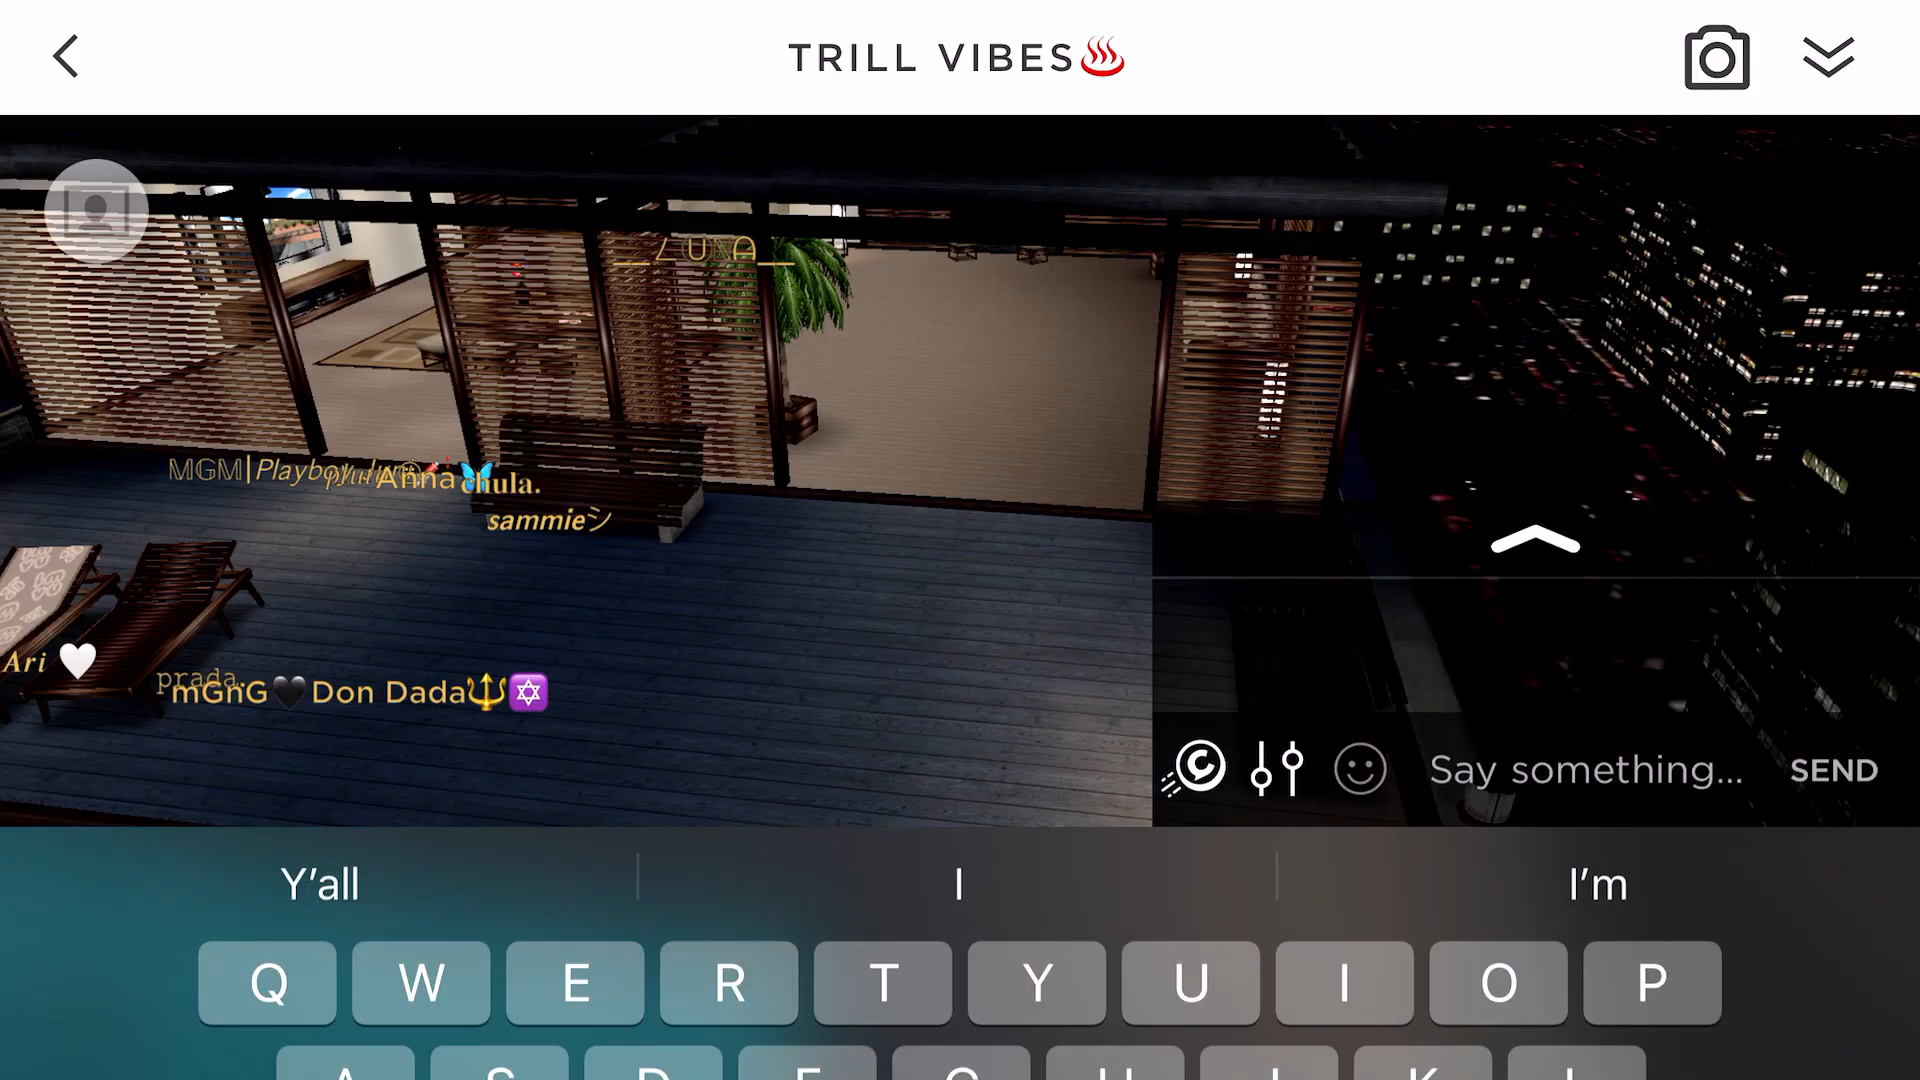 TRILL VIBES♨️
__LUNA__
MGM|Playboy
Anna🦋chula.
sammieシ
Ari 🤍
prada.
mGnG🖤Don Dada🔱🔯
Say something... SEND
Y'all I I'm
Q W E R T Y U I O P
A S D F G H J K L